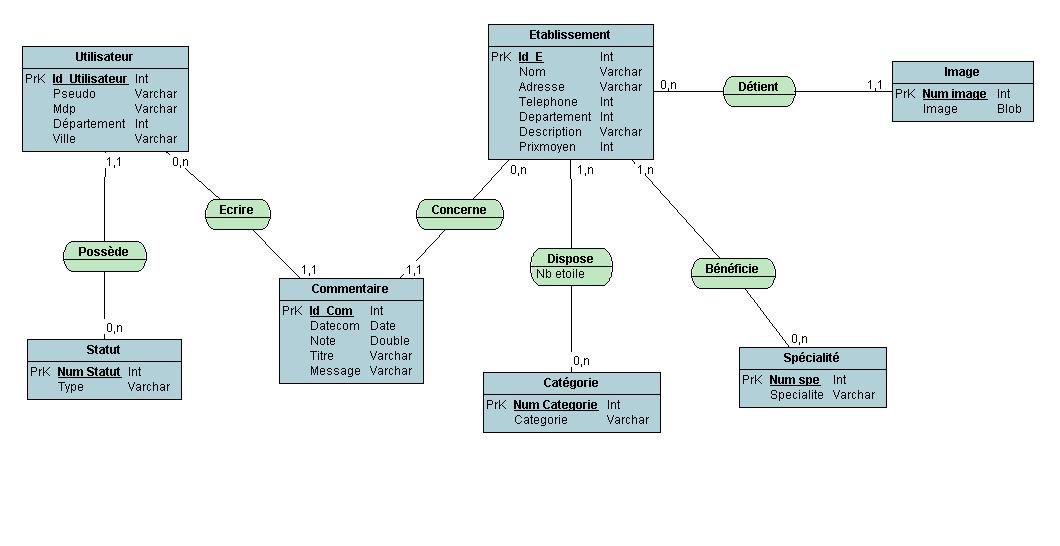 Utilisateur
PrK Id_Utilisateur Int
Pseudo Varchar
Mdp Varchar
Département Int
Ville Varchar
Etablissement
PrK Id_E Int
Nom Varchar
Adresse Varchar
Telephone Int
Departement Int
Description Varchar
Prixmoyen Int
0,n
Détient
1,1
Image
PrK Num image Int
Image Blob
1,1
0,n
0,n
1,n
1,n
Ecrire
Concerne
Possède
Dispose
Nb etoile
Bénéficie
1,1
1,1
Commentaire
PrK Id_Com Int
Datecom Date
Note Double
Titre Varchar
Message Varchar
0,n
Statut
PrK Num Statut Int
Type Varchar
0,n
Catégorie
PrK Num Categorie Int
Categorie Varchar
0,n
Spécialité
PrK Num spe Int
Specialite Varchar